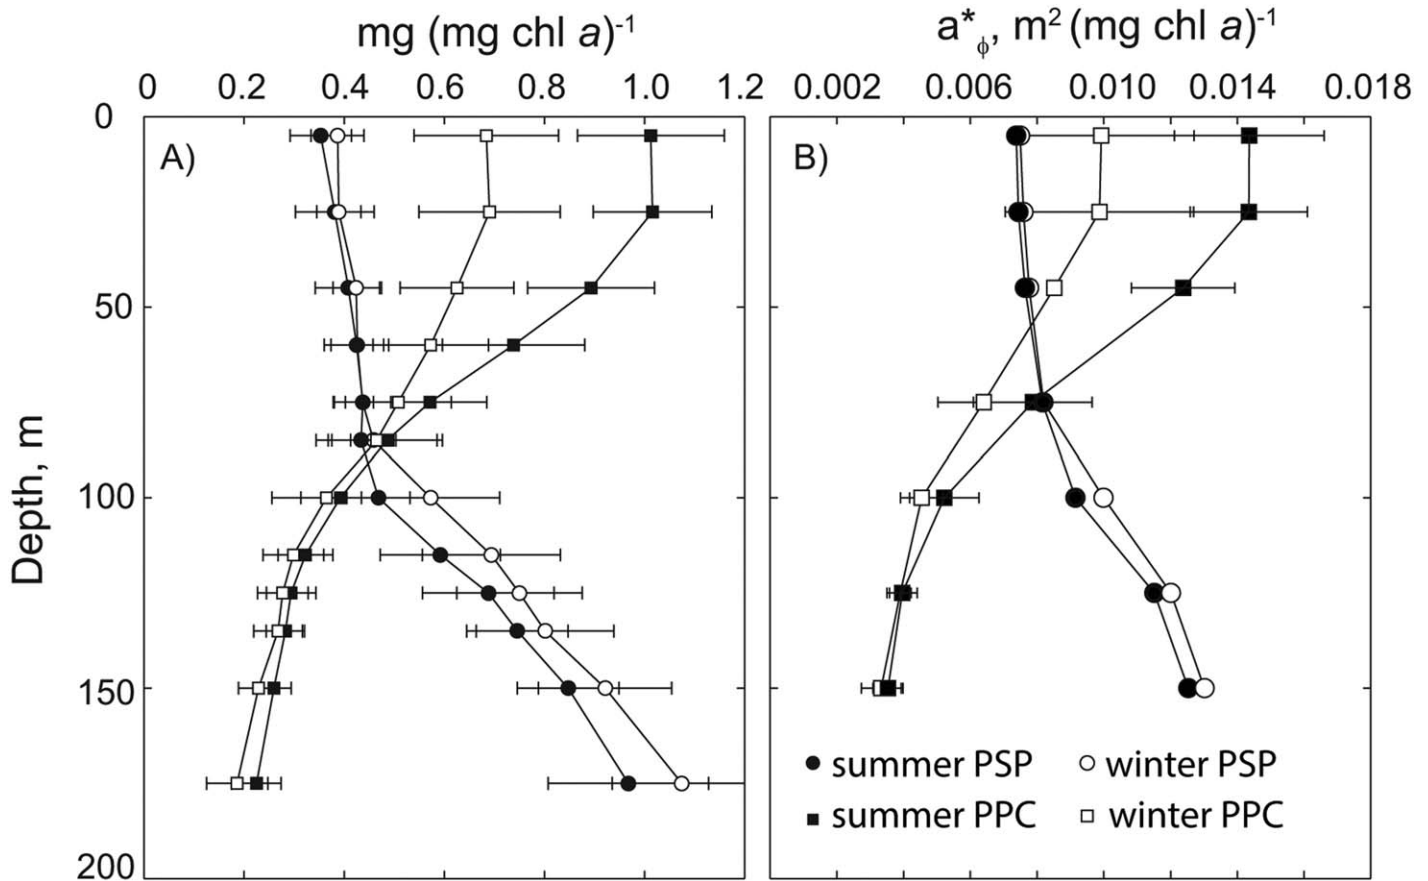 mg (mg chl a)-1
a*ϕ, m2 (mg chl a)-1
0 0.2 0.4 0.6 0.8 1.0 1.2
0.002 0.006 0.010 0.014 0.018
0
50
100
150
200
Depth, m
A)
B)
summer PSP winter PSP
summer PPC winter PPC